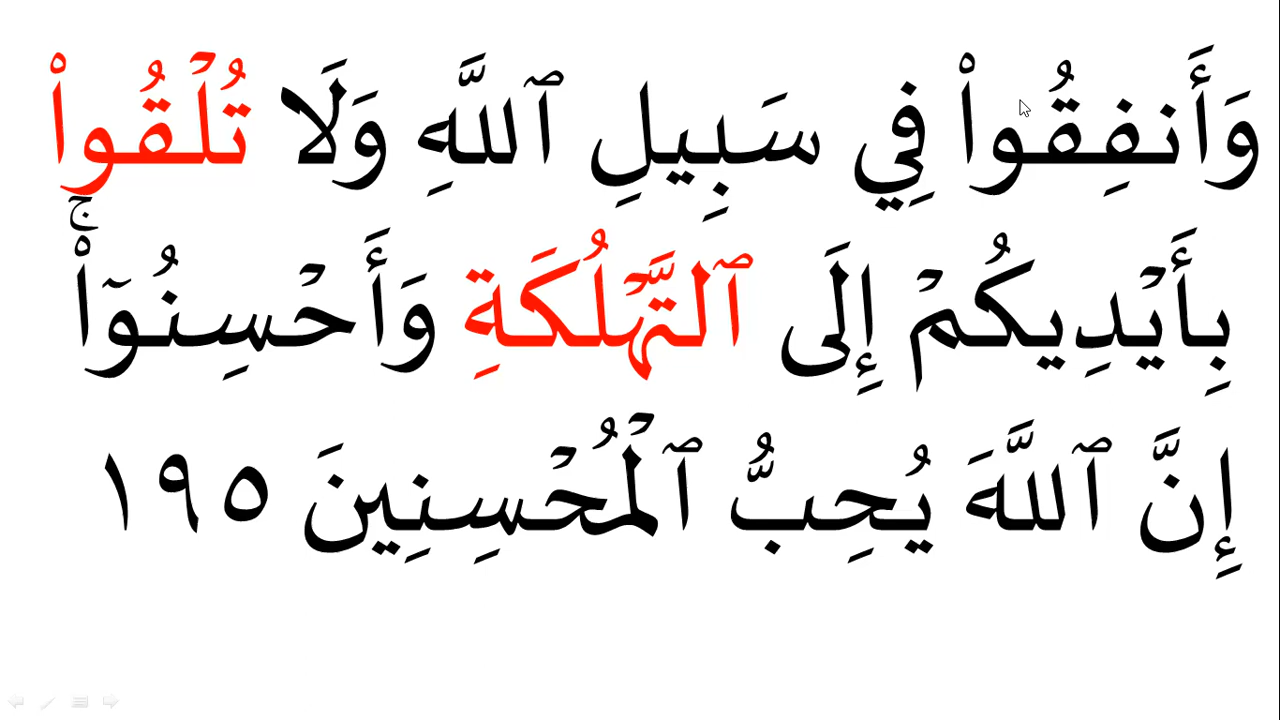 وَأَنفِقُواْ فِي سَبِيلِ ٱللَّهِ وَلَا تُلۡقُواْ
بِأَيۡدِيكُمۡ إِلَى ٱلتَّهۡلُكَةِ وَأَحۡسِنُوٓاْۚ
إِنَّ ٱللَّهَ يُحِبُّ ٱلۡمُحۡسِنِينَ ١٩٥